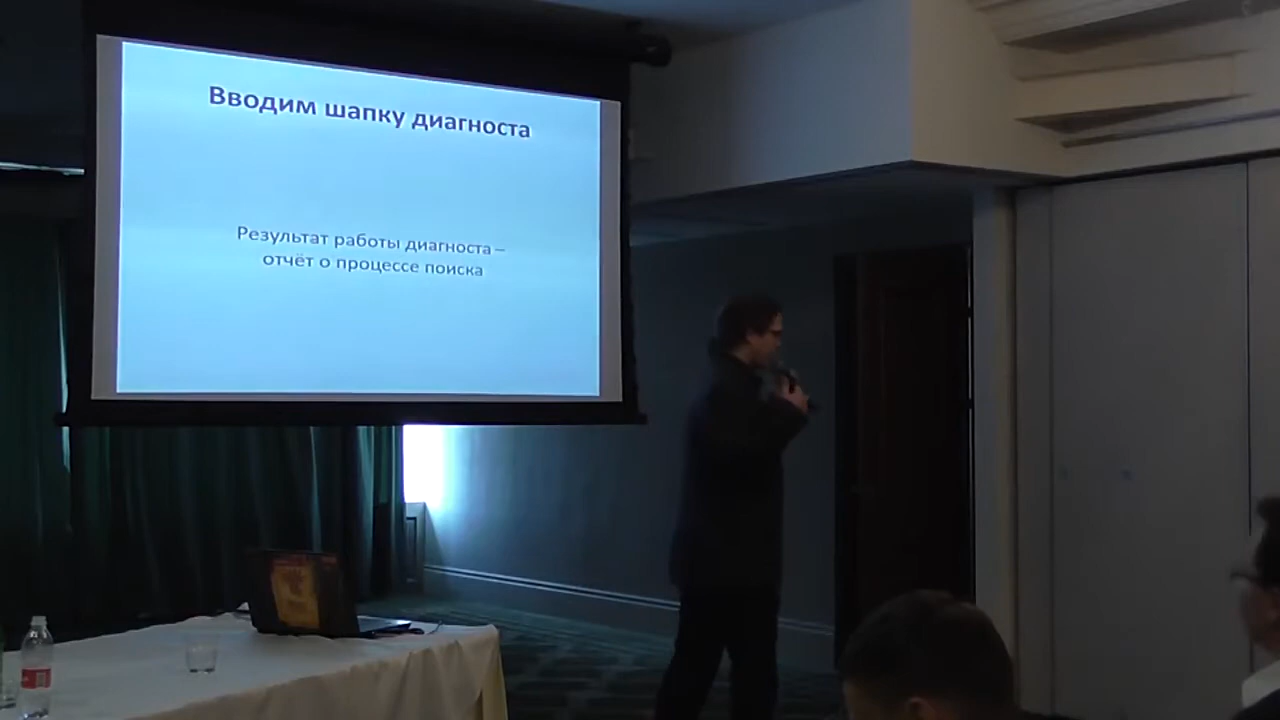 Вводим шапку диагноста
Результат работы диагноста –
отчёт о процессе поиска